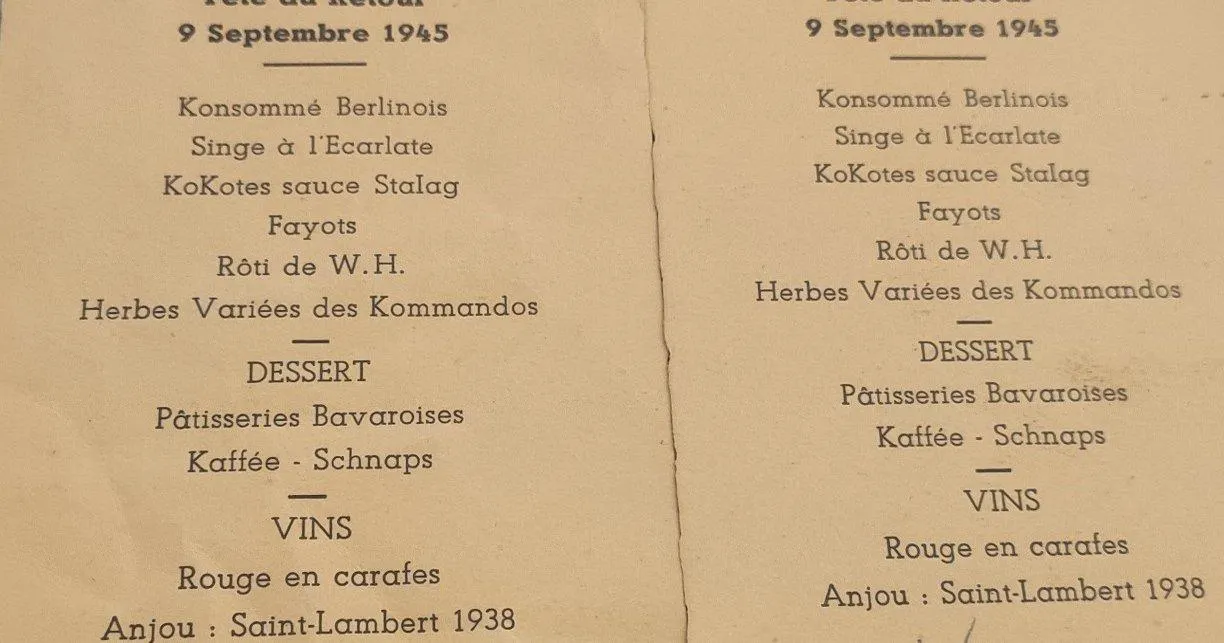 9 Septembre 1945
Konsommé Berlinois
Singe à l'Ecarlate
KoKotes sauce Stalag
Fayots
Rôti de W.H.
Herbes Variées des Kommandos
DESSERT
Pâtisseries Bavaroises
Kaffée - Schnaps
VINS
Rouge en carafes
Anjou : Saint-Lambert 1938
9 Septembre 1945
Konsommé Berlinois
Singe à l'Ecarlate
KoKotes sauce Stalag
Fayots
Rôti de W.H.
Herbes Variées des Kommandos
DESSERT
Pâtisseries Bavaroises
Kaffée - Schnaps
VINS
Rouge en carafes
Anjou : Saint-Lambert 1938